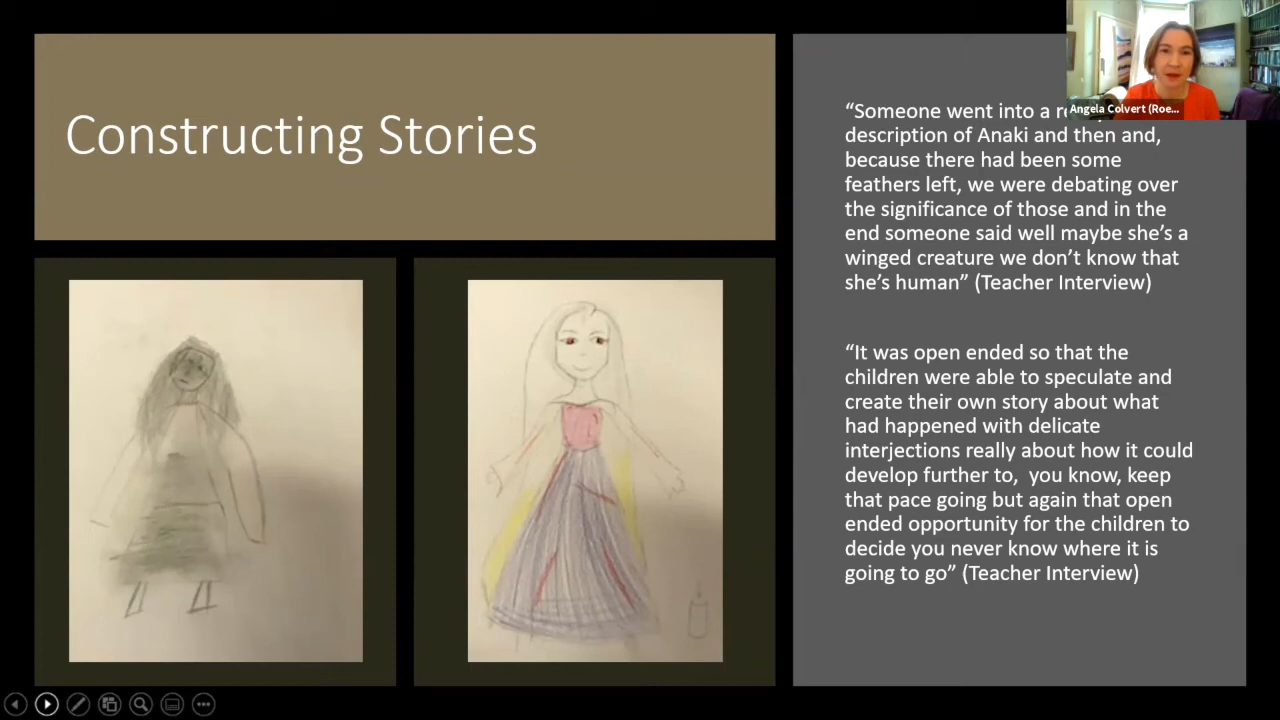 Constructing Stories
“Someone went into a
description of Anaki and then and,
because there had been some
feathers left, we were debating over
the significance of those and in the
end someone said well maybe she’s a
winged creature we don’t know that
she’s human” (Teacher Interview)
“It was open ended so that the
children were able to speculate and
create their own story about what
had happened with delicate
interjections really about how it could
develop further to,  you know, keep
that pace going but again that open
ended opportunity for the children to
decide you never know where it is
going to go” (Teacher Interview)
Angela Colvert (Roe...